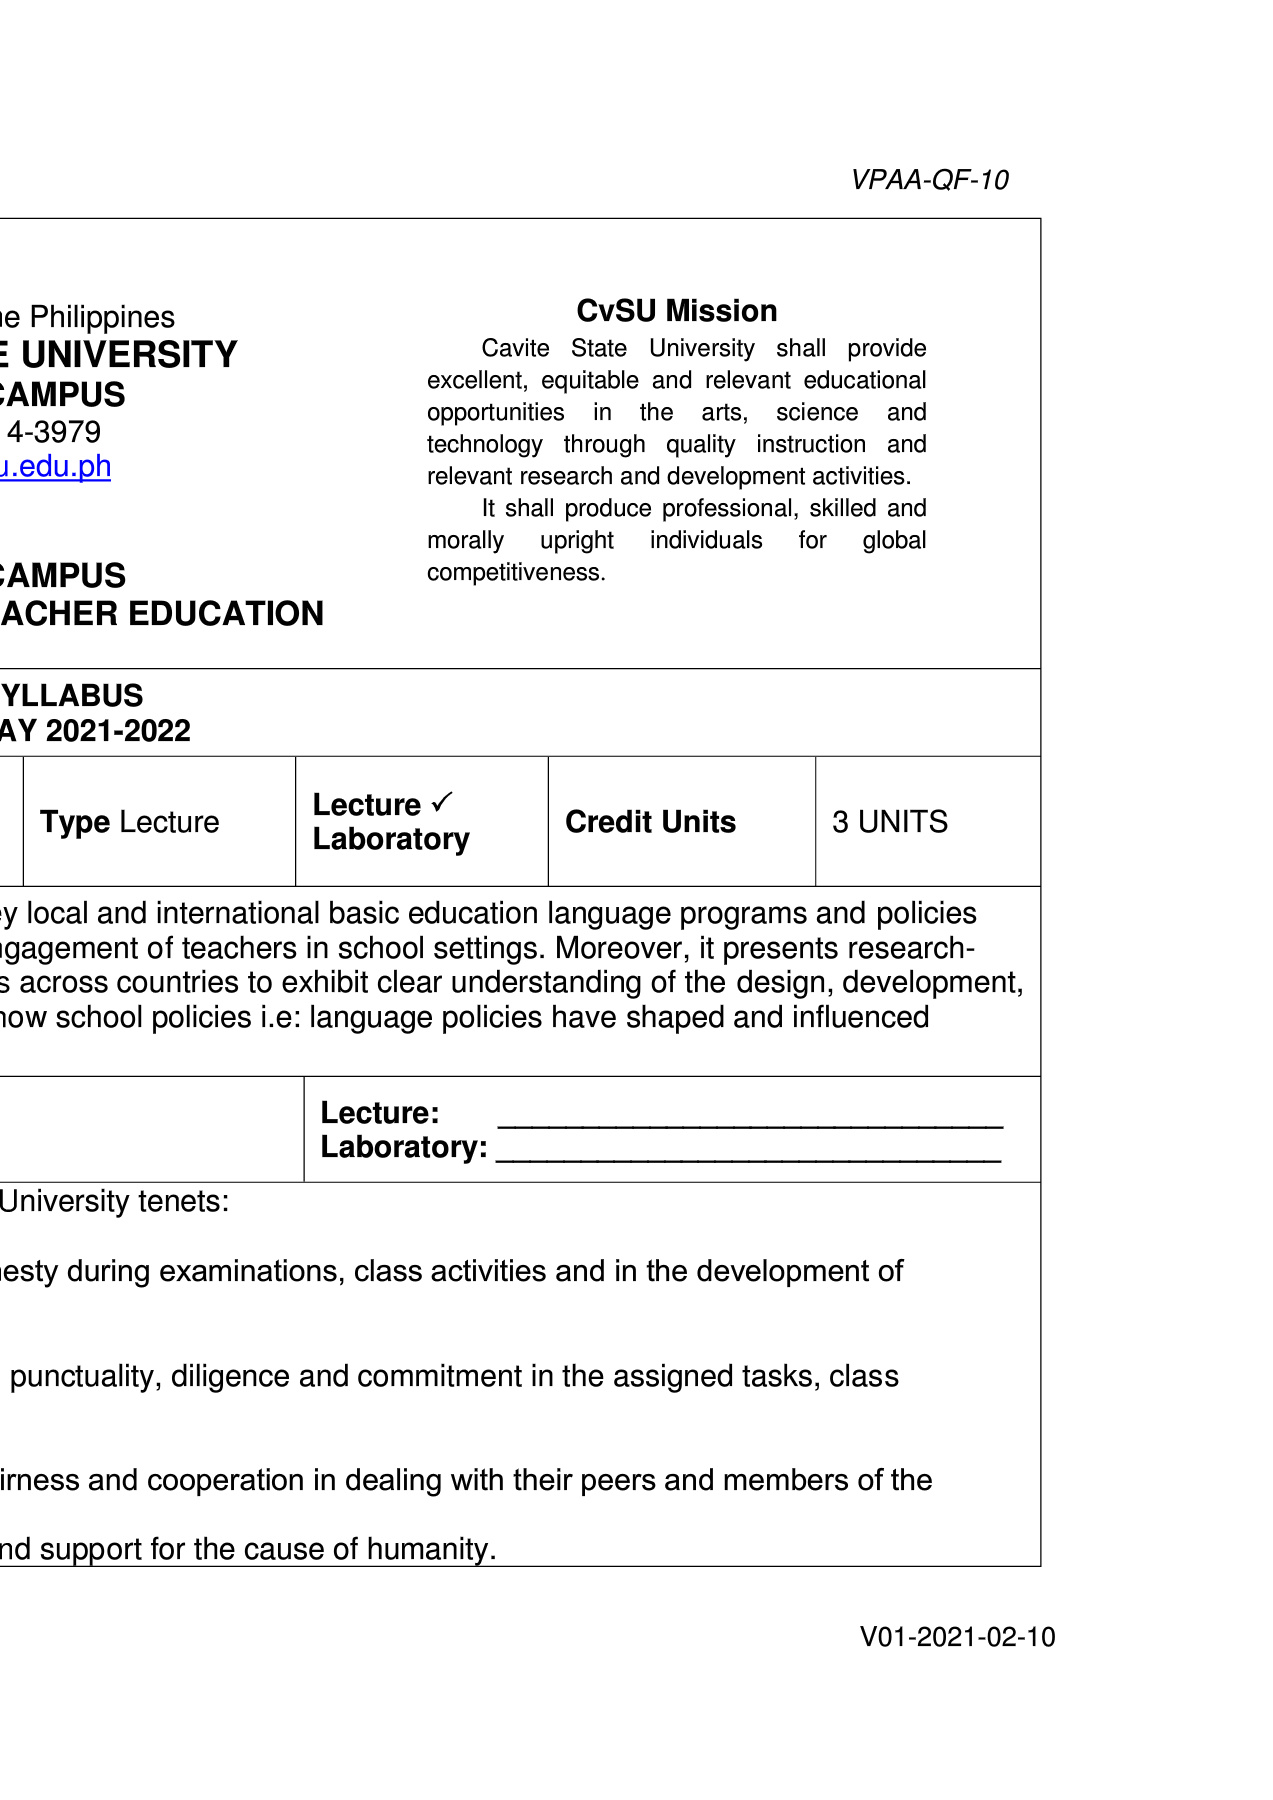 VPAA-QF-10
he Philippines
E UNIVERSITY
CAMPUS
4-3979
u.edu.ph
CAMPUS
ACHER EDUCATION
CvSU Mission
Cavite State University shall provide
excellent, equitable and relevant educational
opportunities in the arts, science and
technology through quality instruction and
relevant research and development activities.
It shall produce professional, skilled and
morally upright individuals for global
competitiveness.
YLLABUS
AY 2021-2022
Type Lecture
Lecture ✓
Laboratory
Credit Units
3 UNITS
ey local and international basic education language programs and policies
ngagement of teachers in school settings. Moreover, it presents research-
s across countries to exhibit clear understanding of the design, development,
how school policies i.e: language policies have shaped and influenced
Lecture: ______________________________
Laboratory: ______________________________
University tenets:
nesty during examinations, class activities and in the development of
punctuality, diligence and commitment in the assigned tasks, class
irness and cooperation in dealing with their peers and members of the
nd support for the cause of humanity.
V01-2021-02-10